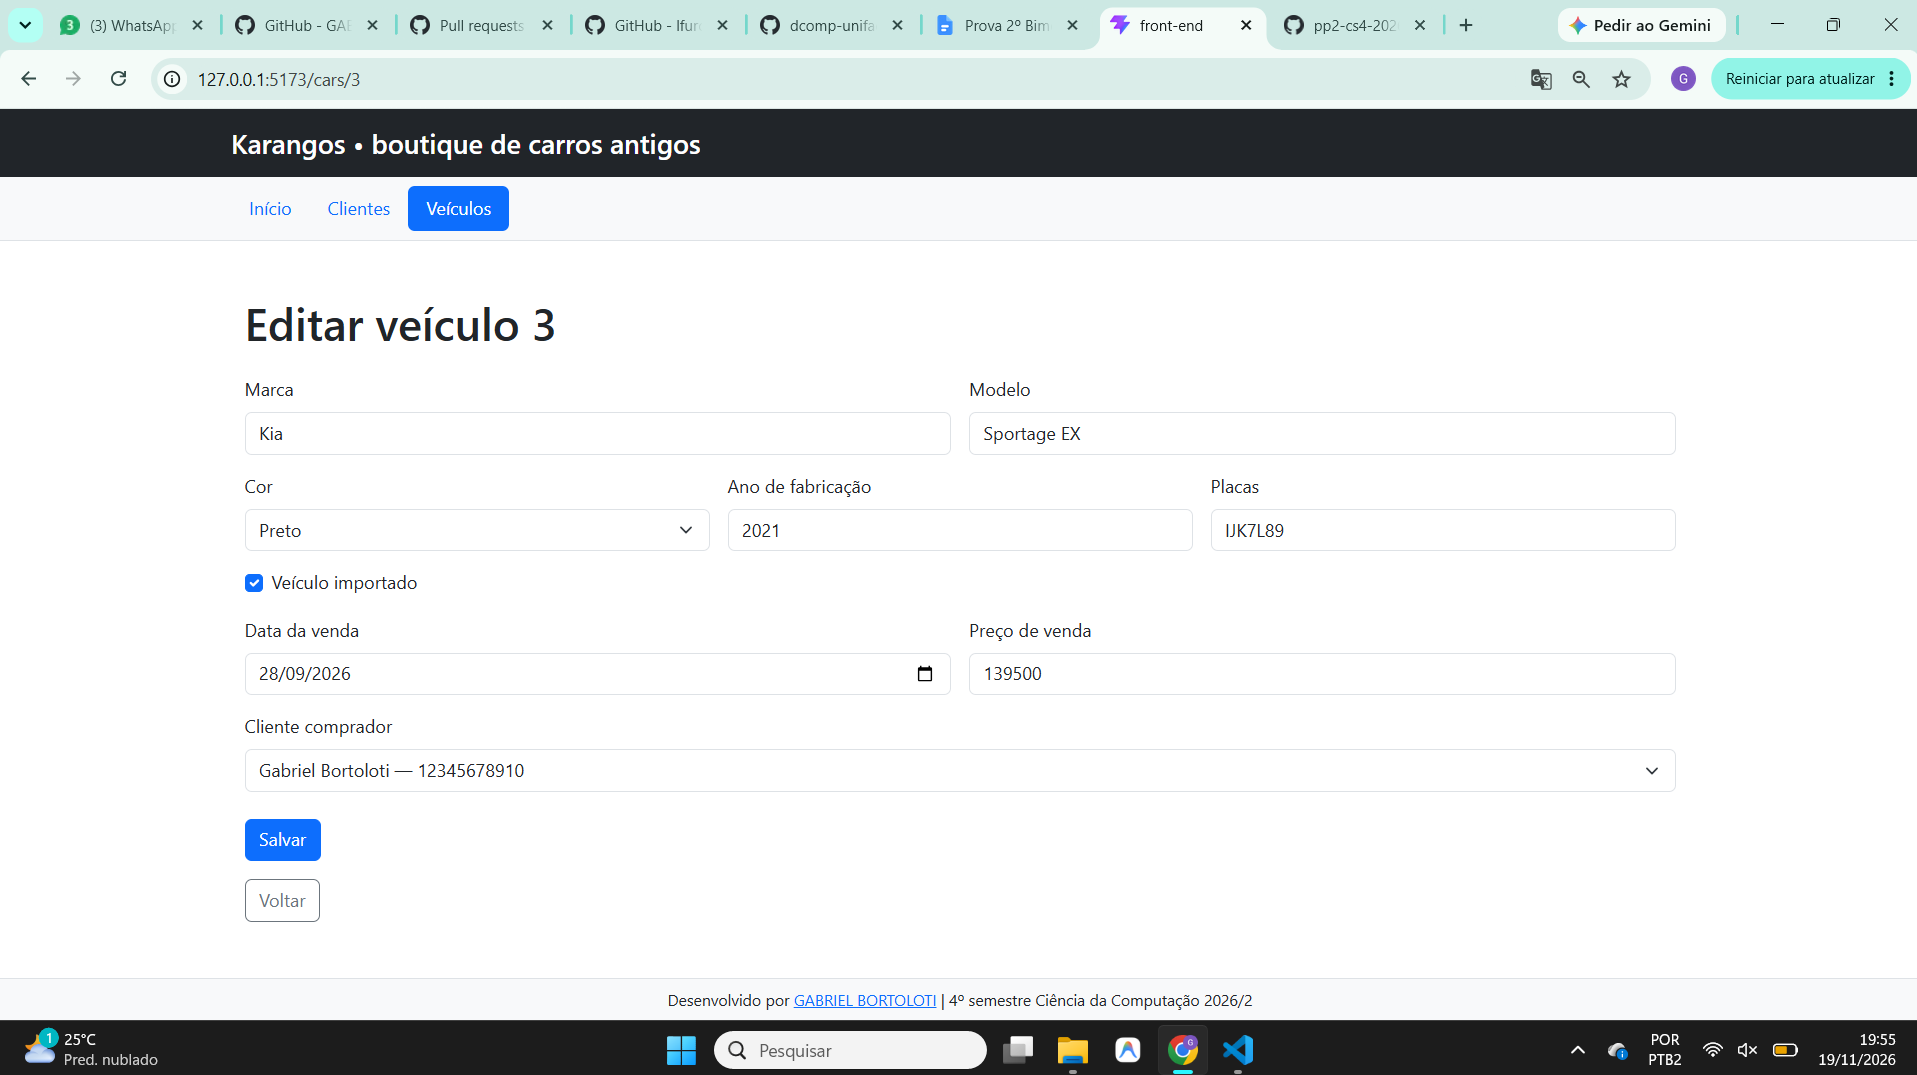 (3) WhatsApp
GitHub - GAB
Pull requests
GitHub - Ifur
dcomp-unifa
Prova 2º Bim
front-end
pp2-cs4-202
Pedir ao Gemini
127.0.0.1:5173/cars/3
G
Reiniciar para atualizar
Karangos • boutique de carros antigos
Início
Clientes
Veículos
Editar veículo 3
Marca
Modelo
Kia
Sportage EX
Cor
Ano de fabricação
Placas
Preto
2021
IJK7L89
Veículo importado
Data da venda
Preço de venda
28/09/2026
139500
Cliente comprador
Gabriel Bortoloti — 12345678910
Salvar
Voltar
Desenvolvido por GABRIEL BORTOLOTI | 4º semestre Ciência da Computação 2026/2
1
25°C
Pred. nublado
Pesquisar
POR
PTB2
19:55
19/11/2026